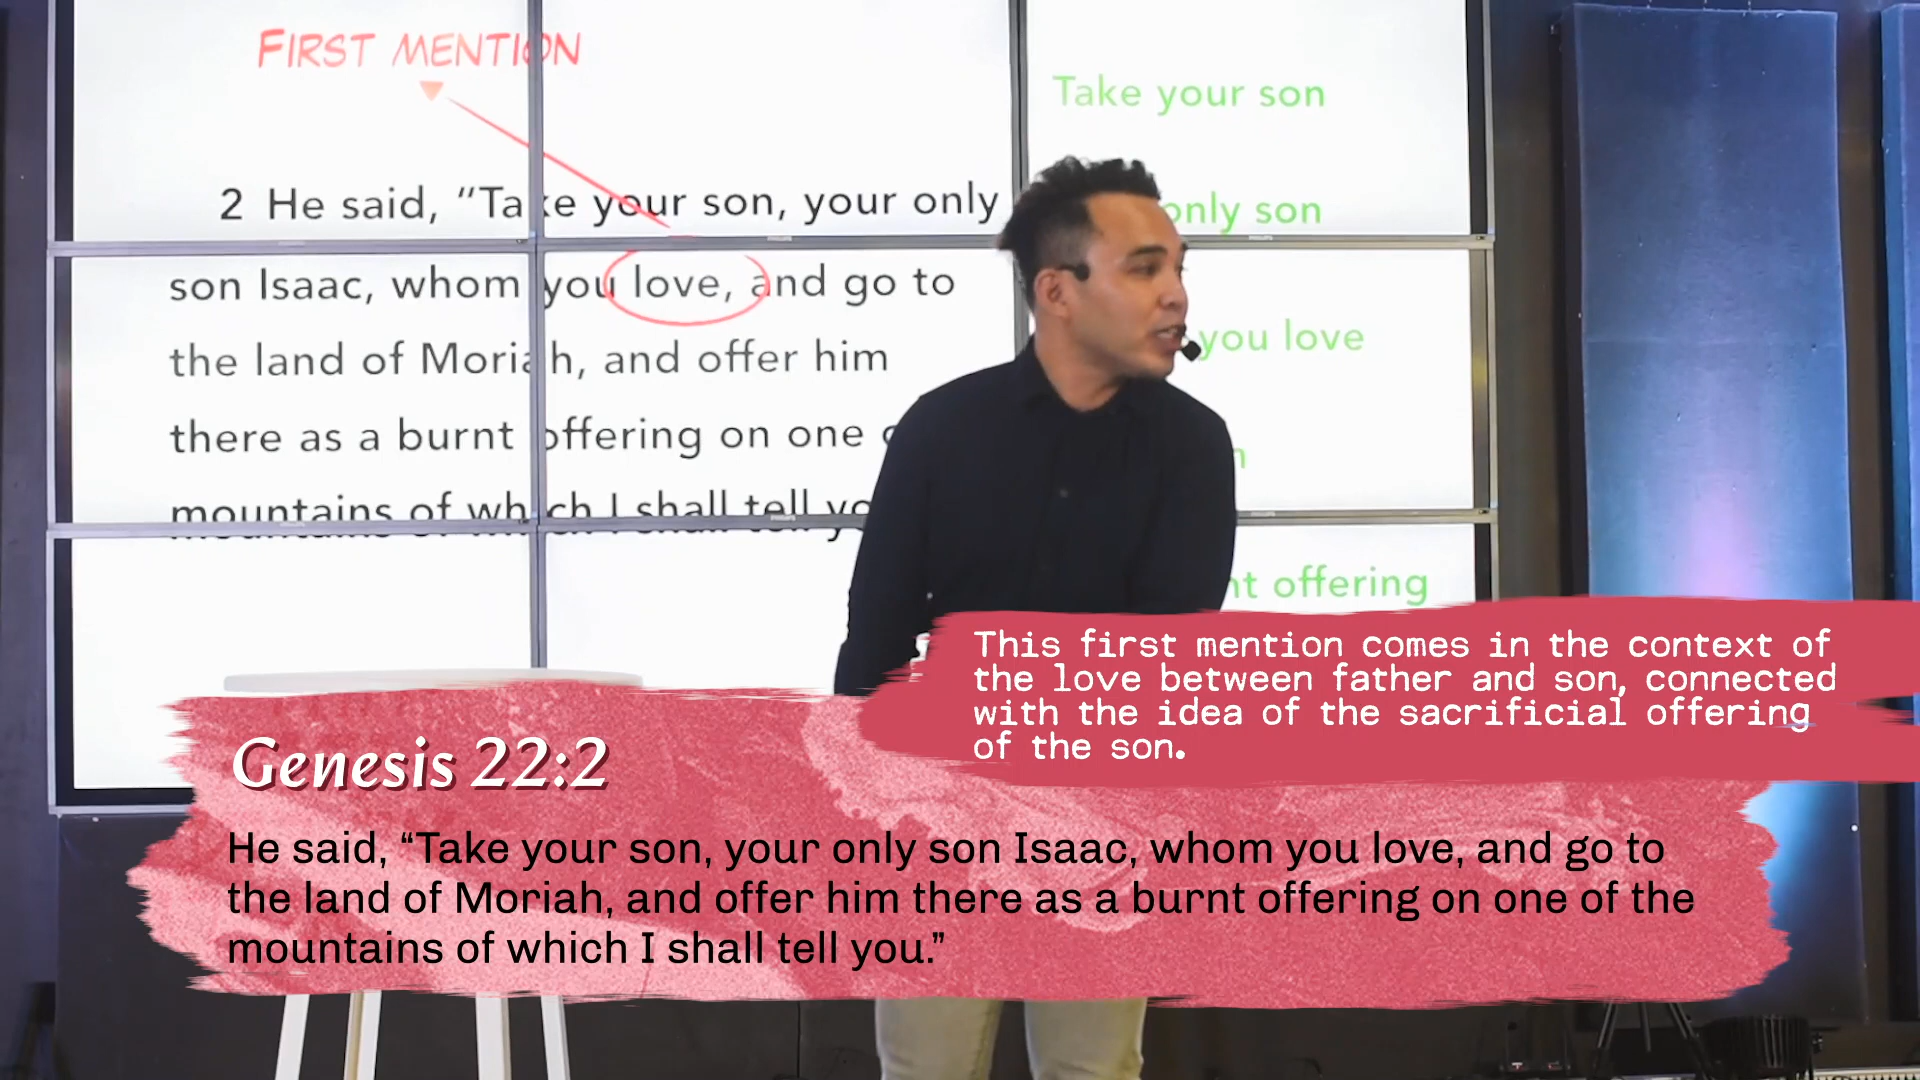 FIRST MENTION
2 He said, “Take your son, your only
son Isaac, whom you love, and go to
the land of Moriah, and offer him
there as a burnt offering on one
mountains of which I shall tell
Take your son
only son
you love
offering
This first mention comes in the context of
the love between father and son, connected
with the idea of the sacrificial offering
of the son.
Genesis 22:2
He said, “Take your son, your only son Isaac, whom you love, and go to
the land of Moriah, and offer him there as a burnt offering on one of the
mountains of which I shall tell you.”